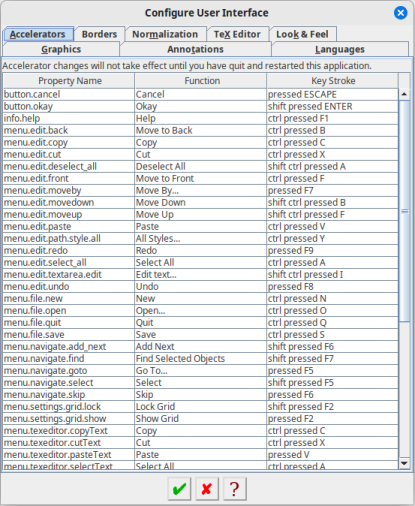 Configure User Interface
Accelerators Borders Normalization TeX Editor Look & Feel
Graphics Annotations Languages
Accelerator changes will not take effect until you have quit and restarted this application.
Property Name Function Key Stroke
button.cancel Cancel pressed ESCAPE
button.okay Okay shift pressed ENTER
info.help Help ctrl pressed F1
menu.edit.back Move to Back ctrl pressed B
menu.edit.copy Copy ctrl pressed C
menu.edit.cut Cut ctrl pressed X
menu.edit.deselect_all Deselect All shift ctrl pressed A
menu.edit.front Move to Front ctrl pressed F
menu.edit.moveby Move By... pressed F7
menu.edit.movedown Move Down shift ctrl pressed B
menu.edit.moveup Move Up shift ctrl pressed F
menu.edit.paste Paste ctrl pressed V
menu.edit.path.style.all All Styles... ctrl pressed Y
menu.edit.redo Redo pressed F9
menu.edit.select_all Select All ctrl pressed A
menu.edit.textarea.edit Edit text... shift ctrl pressed I
menu.edit.undo Undo pressed F8
menu.file.new New ctrl pressed N
menu.file.open Open... ctrl pressed O
menu.file.quit Quit ctrl pressed Q
menu.file.save Save ctrl pressed S
menu.navigate.add_next Add Next shift pressed F6
menu.navigate.find Find Selected Objects shift pressed F7
menu.navigate.goto Go To... pressed F5
menu.navigate.select Select shift pressed F5
menu.navigate.skip Skip pressed F6
menu.settings.grid.lock Lock Grid shift pressed F2
menu.settings.grid.show Show Grid pressed F2
menu.texeditor.copyText Copy ctrl pressed C
menu.texeditor.cutText Cut ctrl pressed X
menu.texeditor.pasteText Paste pressed V
menu.texeditor.selectText Select All ctrl pressed A